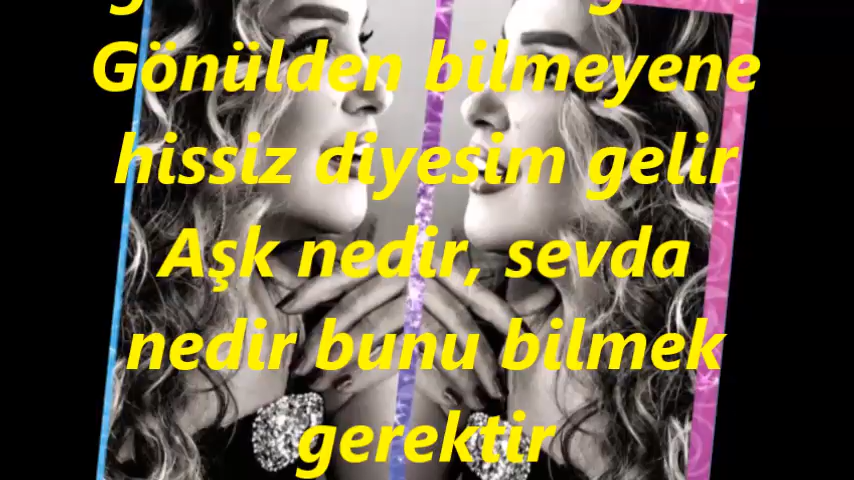 Gönülden bilmeyene
hissiz diyesim gelir
Aşk nedir, sevda
nedir bunu bilmek
gerektir